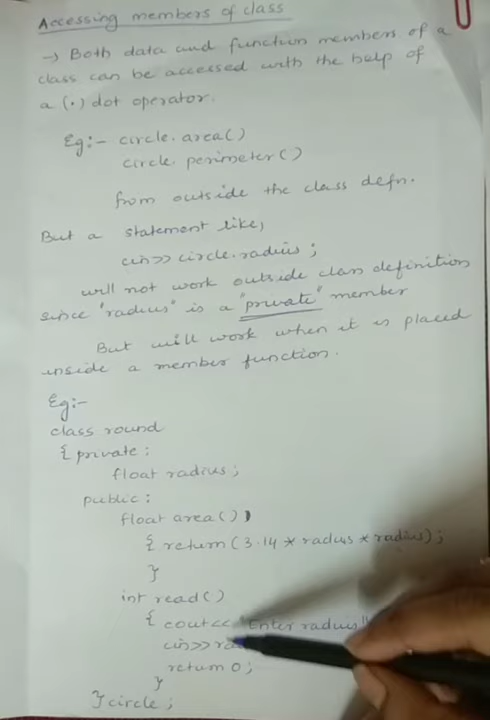 Accessing members of class
→ Both data and function members of a
class can be accessed with the help of
a (.) dot operator.
Eg:- circle.area()
circle.perimeter()
from outside the class defn.
But a statement like,
cin>> circle.radius;
will not work outside class definition
since "radius" is a "private" member
But will work when it is placed
inside a member function.
Eg:-
class round
{ private:
float radius;
public:
float area()
{ return (3.14 * radius * radius);
}
int read()
{ cout<< "Enter radius"
cin>>
return 0;
}
} circle;